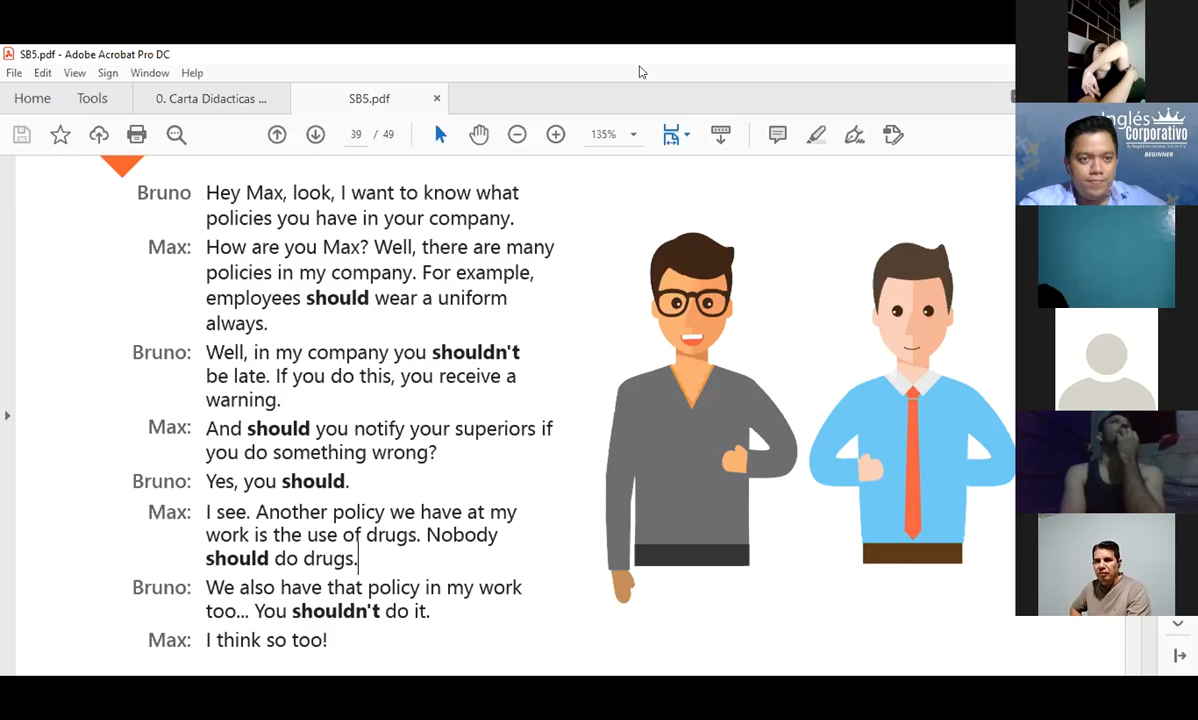 SB5.pdf - Adobe Acrobat Pro DC
File Edit View Sign Window Help
Home Tools 0. Carta Didacticas ... SB5.pdf ×
39 / 49 135%
Bruno Hey Max, look, I want to know what
policies you have in your company.
Max: How are you Max? Well, there are many
policies in my company. For example,
employees should wear a uniform
always.
Bruno: Well, in my company you shouldn't
be late. If you do this, you receive a
warning.
Max: And should you notify your superiors if
you do something wrong?
Bruno: Yes, you should.
Max: I see. Another policy we have at my
work is the use of drugs. Nobody
should do drugs.
Bruno: We also have that policy in my work
too... You shouldn't do it.
Max: I think so too!
Inglés
Corporativo
BEGINNER